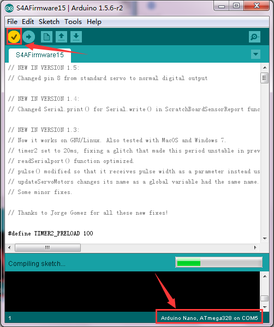 S4AFirmware15 | Arduino 1.5.6-r2
File Edit Sketch Tools Help
S4AFirmware15
// NEW IN VERSION 1.5:
// Changed pin 8 from standard servo to normal digital output
// NEW IN VERSION 1.4:
// Changed Serial.print() for Serial.write() in ScratchBoardSensorReport func
// NEW IN VERSION 1.3:
// Now it works on GNU/Linux. Also tested with MacOS and Windows 7.
// timer2 set to 20ms, fixing a glitch that made this period unstable in prev
// readSerialport() function optimized.
// pulse() modified so that it receives pulse width as a parameter instead us
// updateServoMotors changes its name as a global variable had the same name.
// Some minor fixes.
// Thanks to Jorge Gomez for all these new fixes!
#define TIMER2_PRELOAD 100
Compiling sketch...
1
Arduino Nano, ATmega328 on COM5